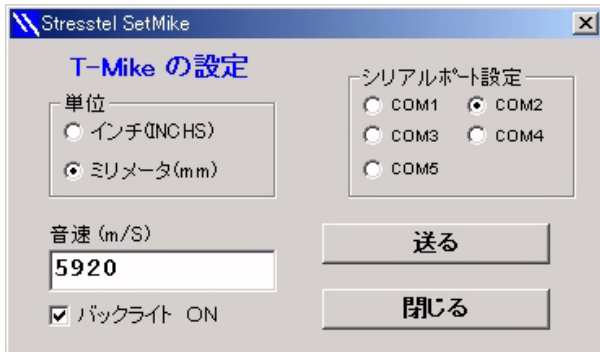 Stresstel SetMike
T-Mike の設定
単位
インチ(INCHS)
ミリメータ(mm)
シリアルポート設定
COM1 COM2
COM3 COM4
COM5
音速 (m/S)
5920
バックライト ON
送る
閉じる